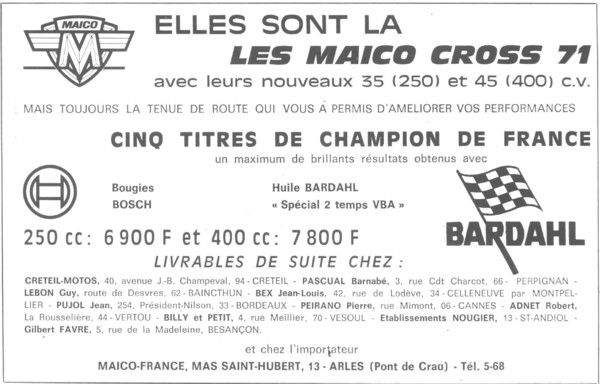 MAICO
M
ELLES SONT LA
LES MAICO CROSS 71
avec leurs nouveaux 35 (250) et 45 (400) c.v.
MAIS TOUJOURS LA TENUE DE ROUTE QUI VOUS À PERMIS D'AMELIORER VOS PERFORMANCES
CINQ TITRES DE CHAMPION DE FRANCE
un maximum de brillants résultats obtenus avec
Bougies
BOSCH
Huile BARDAHL
« Spécial 2 temps VBA »
BARDAHL
250 cc: 6 900 F et 400 cc: 7 800 F
LIVRABLES DE SUITE CHEZ :
CRETEIL-MOTOS, 40, avenue J.-B. Champeval, 94 - CRETEIL - PASCUAL Barnabé, 3, rue Cdt Charcot, 66 - PERPIGNAN -
LEBON Guy, route de Desvres, 62 - BAINCTHUN - BEX Jean-Louis, 42, rue de Lodève, 34 - CELLENEUVE par MONTPEL-
LIER - PUJOL Jean, 254, Président-Nilson, 33 - BORDEAUX - PEIRANO Pierre, rue Mimont, 06 - CANNES - ADNET Robert,
La Rousselière, 44 - VERTOU - BILLY et PETIT, 4, rue Meillier, 70 - VESOUL - Etablissements NOUGIER, 13 - ST-ANDIOL -
Gilbert FAVRE, 5, rue de la Madeleine, BESANÇON.
et chez l'importateur
MAICO-FRANCE, MAS SAINT-HUBERT, 13 - ARLES (Pont de Crau) - Tél. 5-68